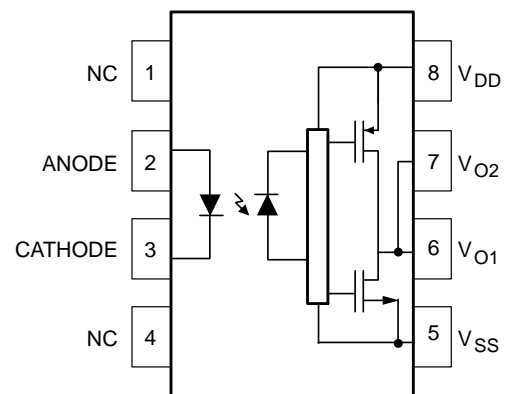 NC 1
8 VDD
ANODE 2
7 VO2
CATHODE 3
6 VO1
NC 4
5 VSS